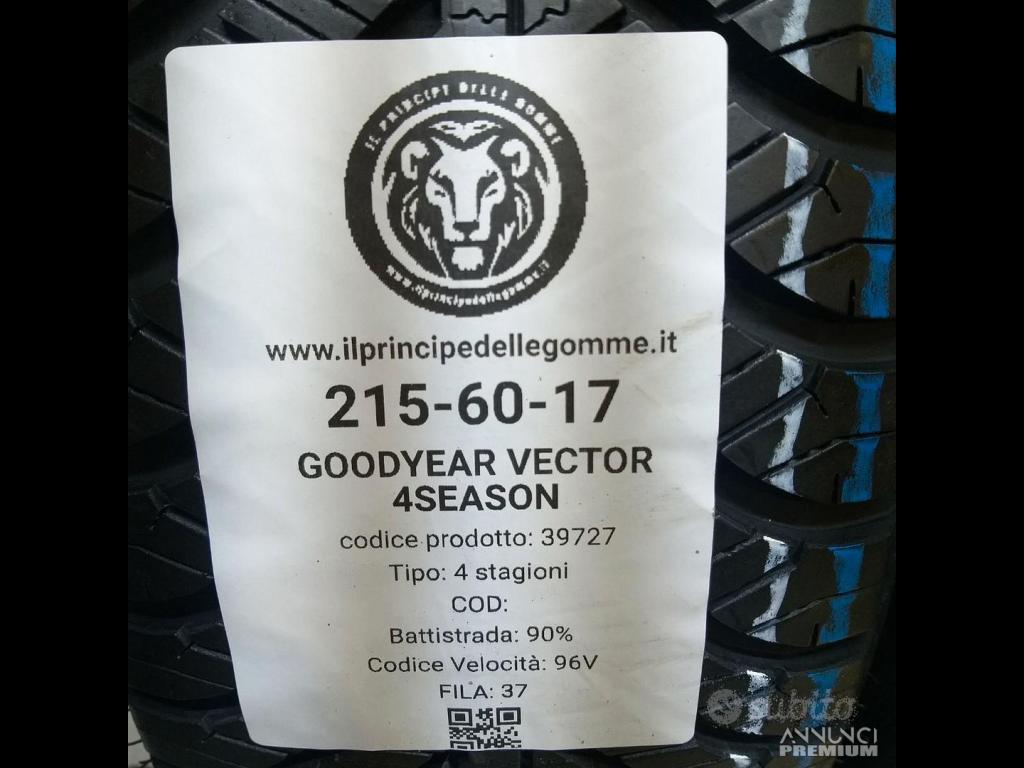 IL PRINCIPE DELLE GOMME
www.ilprincipedellegomme.it
www.ilprincipedellegomme.it
215-60-17
GOODYEAR VECTOR
4SEASON
codice prodotto: 39727
Tipo: 4 stagioni
COD:
Battistrada: 90%
Codice Velocità: 96V
FILA: 37
subito
ANNUNCI
PREMIUM